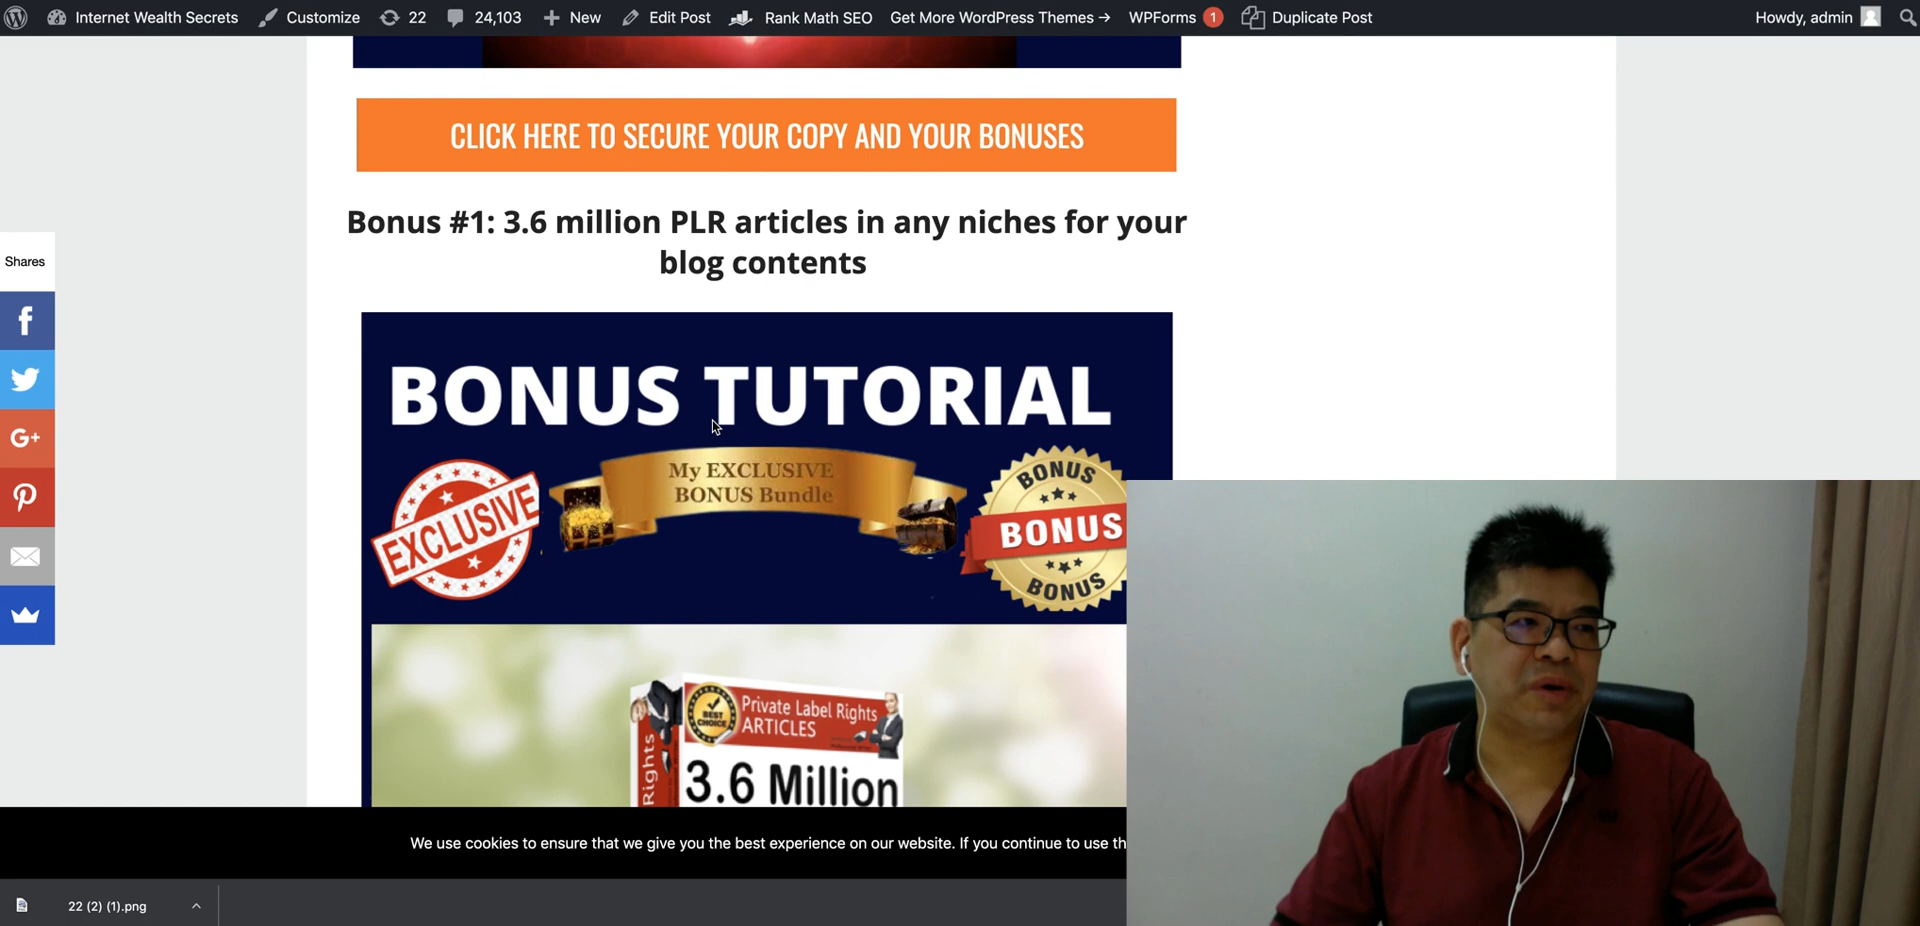 Internet Wealth Secrets Customize 22 24,103 New Edit Post Rank Math SEO Get More WordPress Themes → WPForms 1 Duplicate Post Howdy, admin
CLICK HERE TO SECURE YOUR COPY AND YOUR BONUSES
Bonus #1: 3.6 million PLR articles in any niches for your
blog contents
Shares
BONUS TUTORIAL
My EXCLUSIVE
BONUS Bundle
EXCLUSIVE
BONUS
BONUS
BONUS
BEST
CHOICE
Private Label Rights
ARTICLES
Rights
3.6 Million
We use cookies to ensure that we give you the best experience on our website. If you continue to use th
22 (2) (1).png